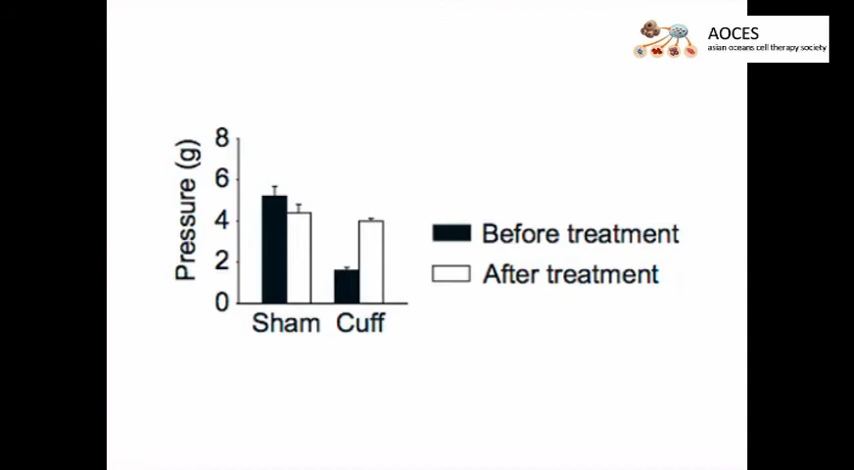 AOCES
asian oceans cell therapy society
Pressure (g)
8
6
4
2
0
Sham Cuff
Before treatment
After treatment